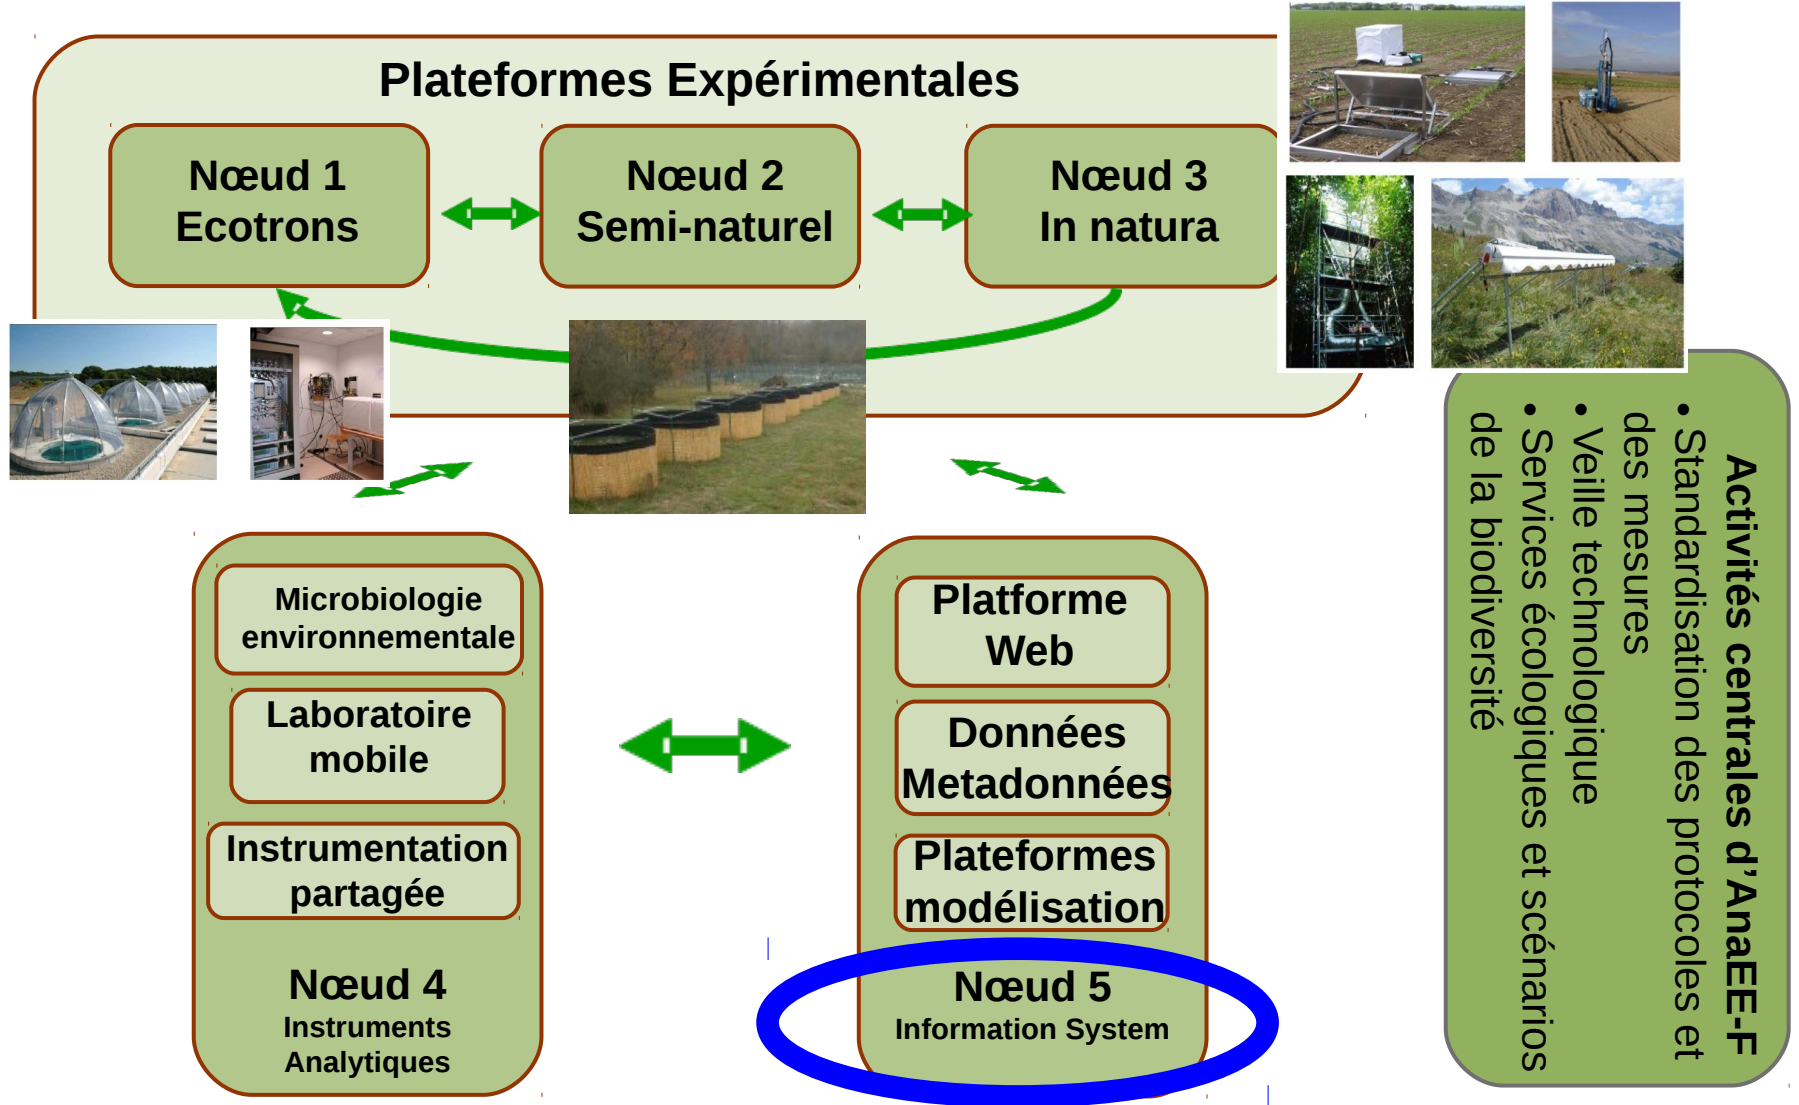 Plateformes Expérimentales
Nœud 1
Ecotrons
Nœud 2
Semi-naturel
Nœud 3
In natura
Microbiologie
environnementale
Laboratoire
mobile
Instrumentation
partagée
Nœud 4
Instruments
Analytiques
Platforme
Web
Données
Metadonnées
Plateformes
modélisation
Nœud 5
Information System
Activités centrales d’AnaEE-F
• Standardisation des protocoles et
des mesures
• Veille technologique
• Services écologiques et scénarios
de la biodiversité